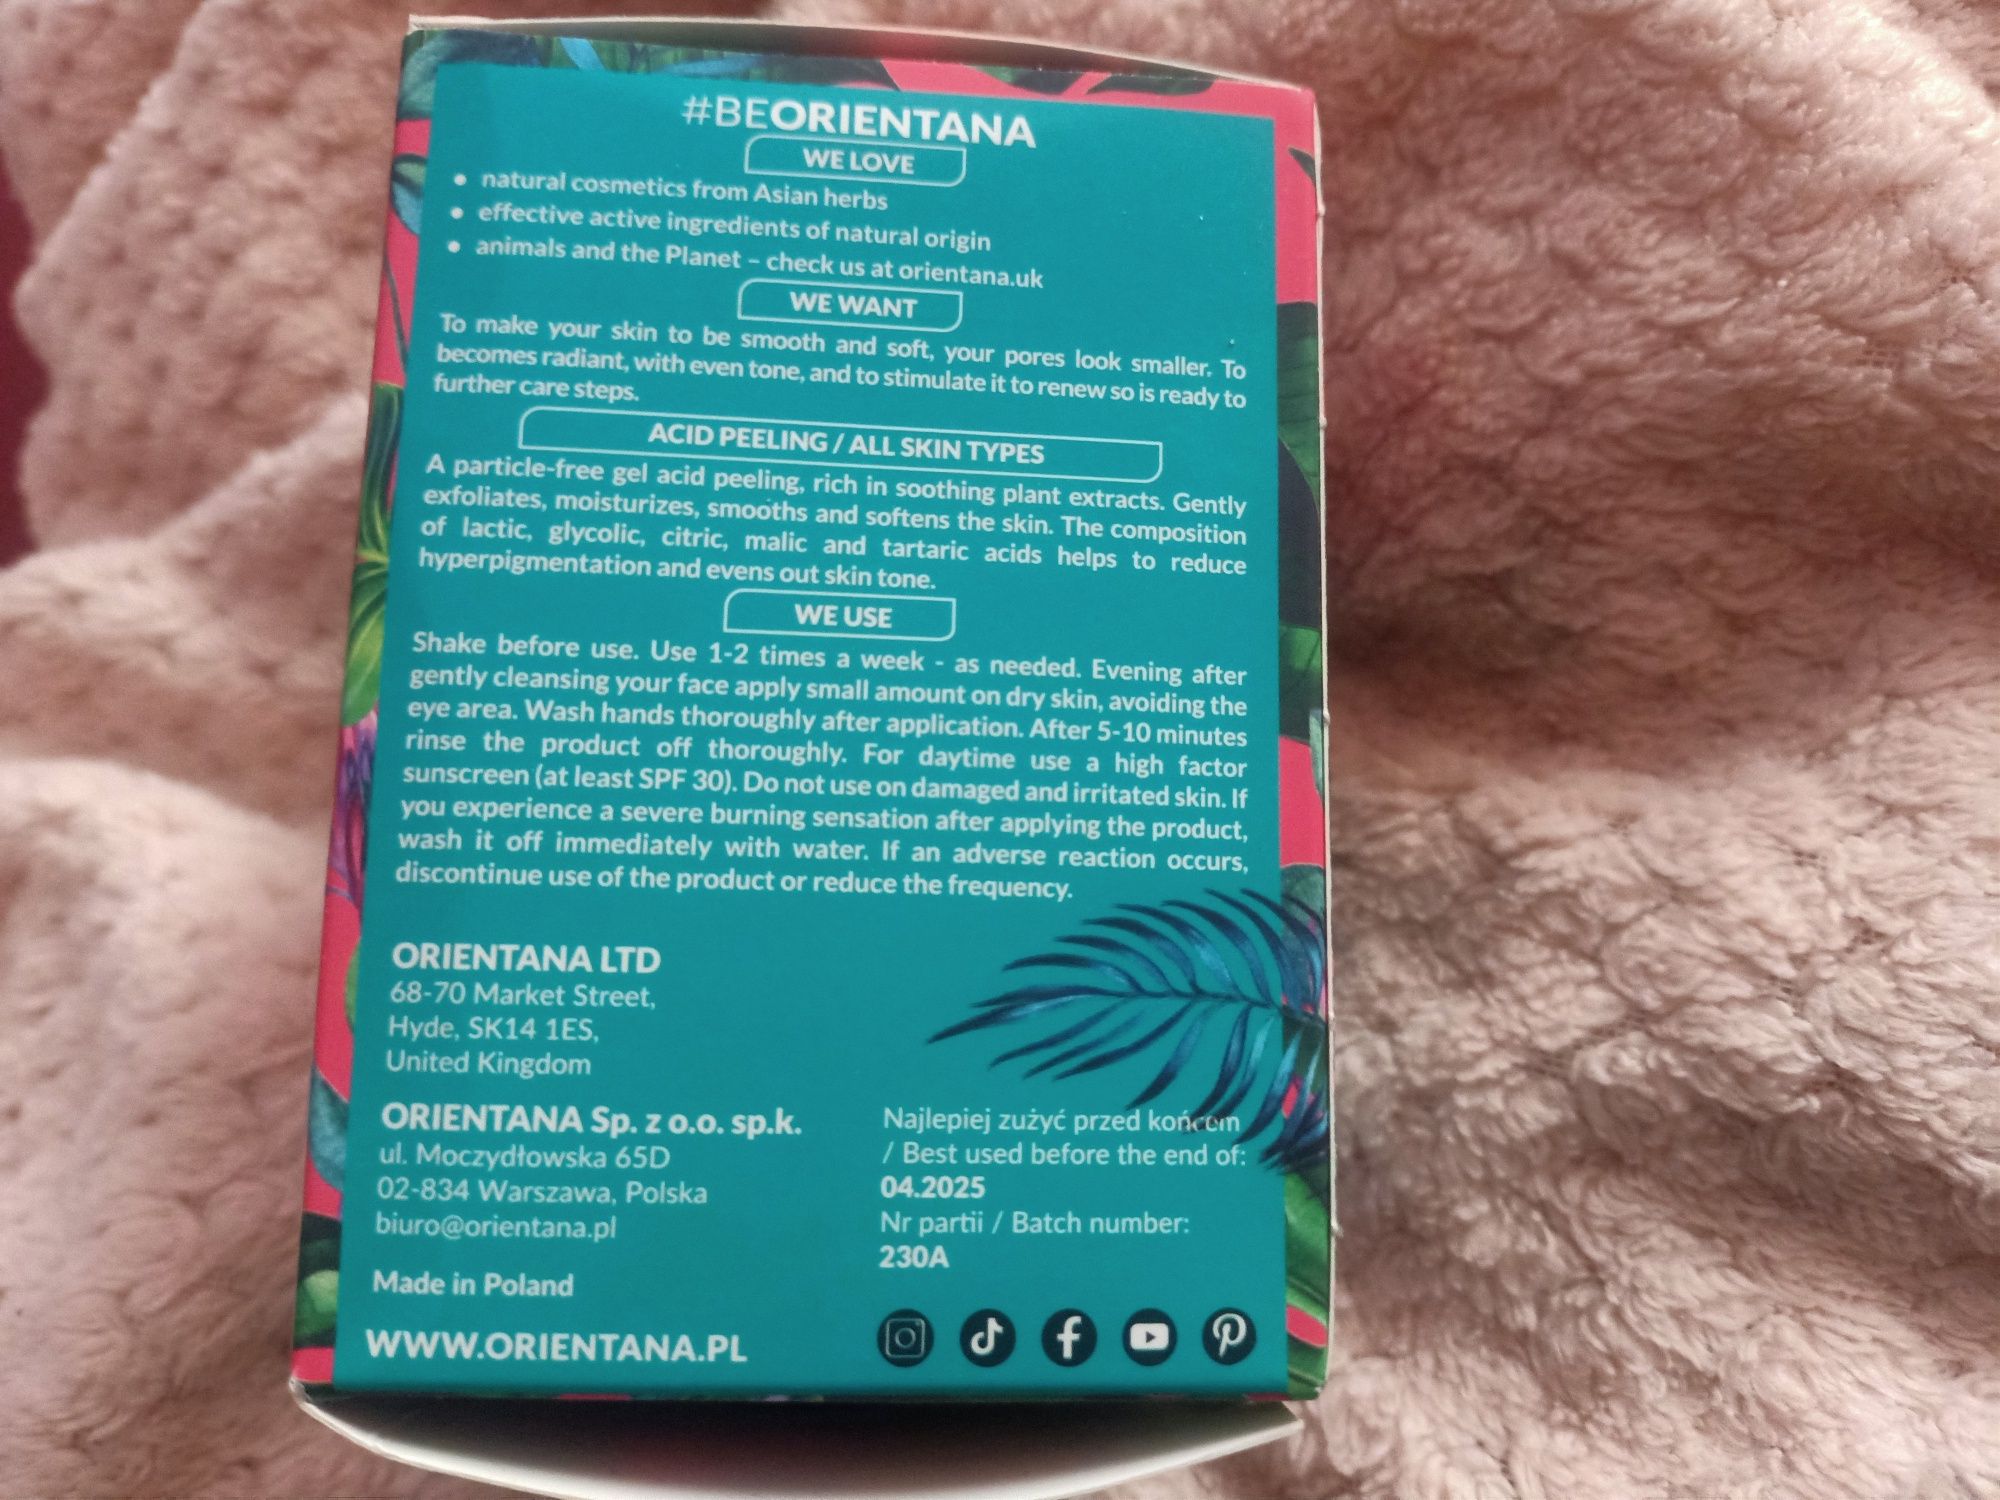 #BEORIENTANA
WE LOVE
• natural cosmetics from Asian herbs
• effective active ingredients of natural origin
• animals and the Planet – check us at orientana.uk
WE WANT
To make your skin to be smooth and soft, your pores look smaller. To
becomes radiant, with even tone, and to stimulate it to renew so is ready to
further care steps.
ACID PEELING / ALL SKIN TYPES
A particle-free gel acid peeling, rich in soothing plant extracts. Gently
exfoliates, moisturizes, smooths and softens the skin. The composition
of lactic, glycolic, citric, malic and tartaric acids helps to reduce
hyperpigmentation and evens out skin tone.
WE USE
Shake before use. Use 1-2 times a week - as needed. Evening after
gently cleansing your face apply small amount on dry skin, avoiding the
eye area. Wash hands thoroughly after application. After 5-10 minutes
rinse the product off thoroughly. For daytime use a high factor
sunscreen (at least SPF 30). Do not use on damaged and irritated skin. If
you experience a severe burning sensation after applying the product,
wash it off immediately with water. If an adverse reaction occurs,
discontinue use of the product or reduce the frequency.
ORIENTANA LTD
68-70 Market Street,
Hyde, SK14 1ES,
United Kingdom
ORIENTANA Sp. z o.o. sp.k.
ul. Moczydłowska 65D
02-834 Warszawa, Polska
biuro@orientana.pl
Made in Poland
WWW.ORIENTANA.PL
Najlepiej zużyć przed końcem
/ Best used before the end of:
04.2025
Nr partii / Batch number:
230A